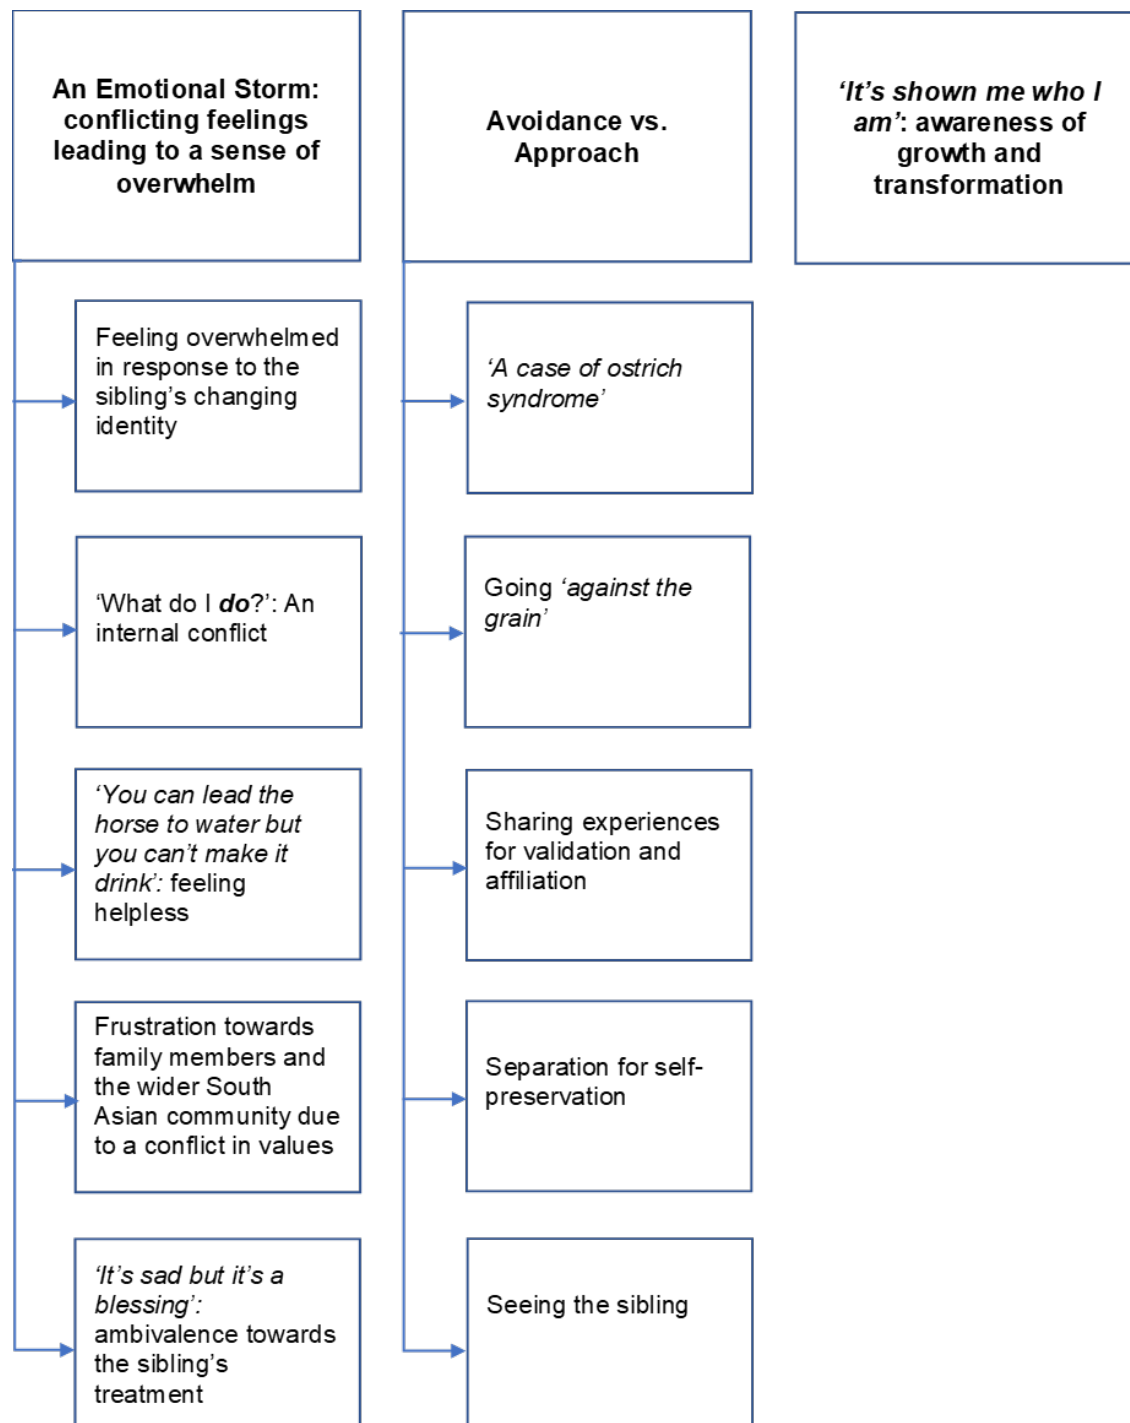 An Emotional Storm:
conflicting feelings
leading to a sense of
overwhelm
Feeling overwhelmed
in response to the
sibling’s changing
identity
‘What do I do?’: An
internal conflict
‘You can lead the
horse to water but
you can’t make it
drink’: feeling
helpless
Frustration towards
family members and
the wider South
Asian community due
to a conflict in values
‘It’s sad but it’s a
blessing’:
ambivalence towards
the sibling’s
treatment
Avoidance vs.
Approach
‘A case of ostrich
syndrome’
Going ‘against the
grain’
Sharing experiences
for validation and
affiliation
Separation for self-
preservation
Seeing the sibling
‘It’s shown me who I
am’: awareness of
growth and
transformation